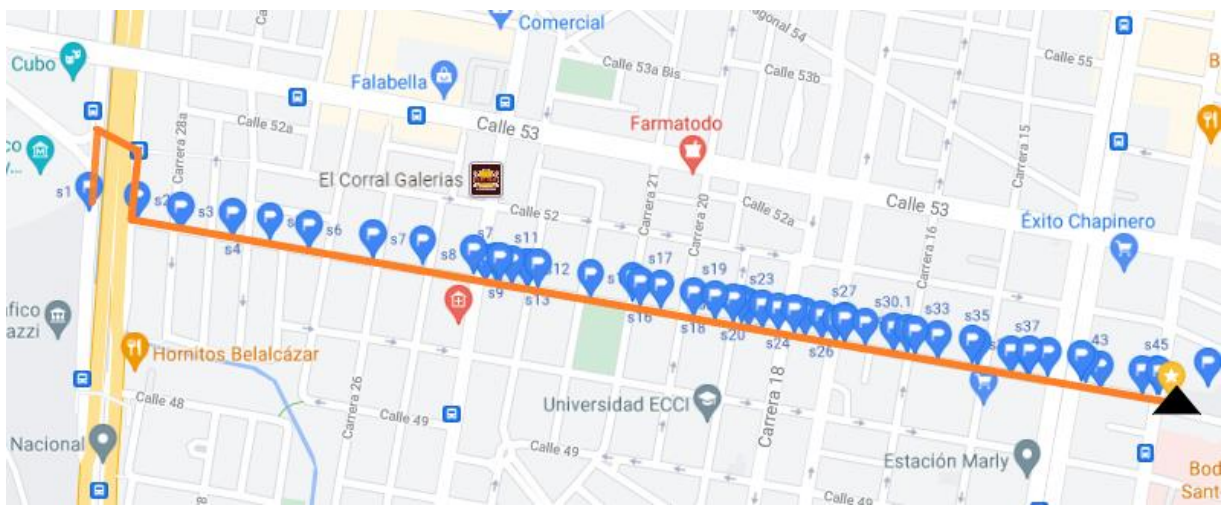 Comercial
Calle 53a Bis
Calle 53b
Calle 55
Cubo
Falabella
Carrera 28a
Calle 52a
Calle 53
Farmatodo
Carrera 15
El Corral Galerias
Carrera 21
Carrera 20
Calle 52
Calle 52a
Calle 53
Éxito Chapinero
Carrera 16
s1
s3
s4
s6
s7
s8
s7
s9
s11
s13
s16
s17
s18
s19
s20
s23
s24
s26
s27
s30.1
s33
s35
s37
43
s45
Hornitos Belalcázar
Carrera 26
Carrera 18
Universidad ECCI
Calle 48
Calle 49
Calle 49
Calle 49
Nacional
Estación Marly
Bod
Sant